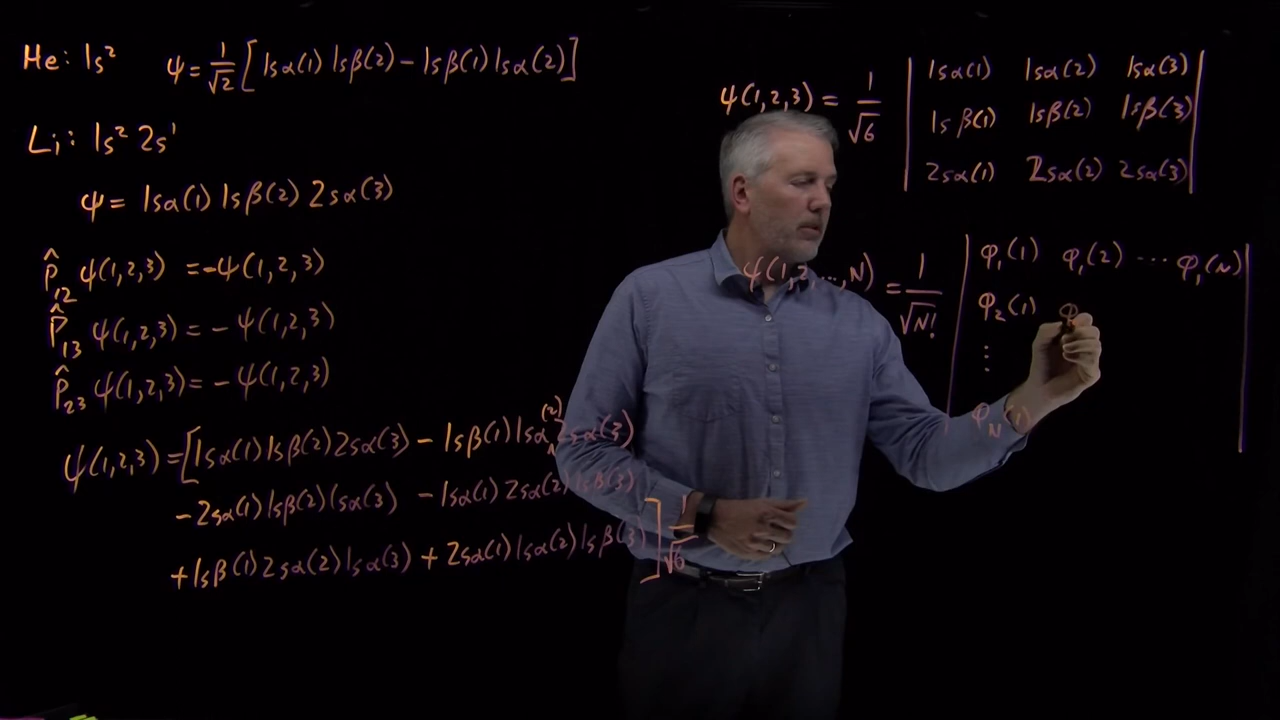 He: 1s²
ψ = 1/√2 [1sα(1) 1sβ(2) − 1sβ(1) 1sα(2)]
Li: 1s² 2s¹
ψ = 1sα(1) 1sβ(2) 2sα(3)
P̂₁₂ ψ(1,2,3) = −ψ(1,2,3)
P̂₁₃ ψ(1,2,3) = − ψ(1,2,3)
P̂₂₃ ψ(1,2,3) = − ψ(1,2,3)
ψ(1,2,3) = [1sα(1) 1sβ(2) 2sα(3) − 1sβ(1) 1sα(2) 2sα(3)
− 2sα(1) 1sβ(2) 1sα(3) − 1sα(1) 2sα(2) 1sβ(3)
+ 1sβ(1) 2sα(2) 1sα(3) + 2sα(1) 1sα(2) 1sβ(3)] 1/√6
ψ(1,2,3) = 1/√6 | 1sα(1) 1sα(2) 1sα(3) |
1sβ(1) 1sβ(2) 1sβ(3)
2sα(1) 2sα(2) 2sα(3)
ψ(1,2,...,N) = 1/√N! | φ₁(1) φ₁(2) ... φ₁(N) |
φ₂(1) φ
⋮
φ_N(1)